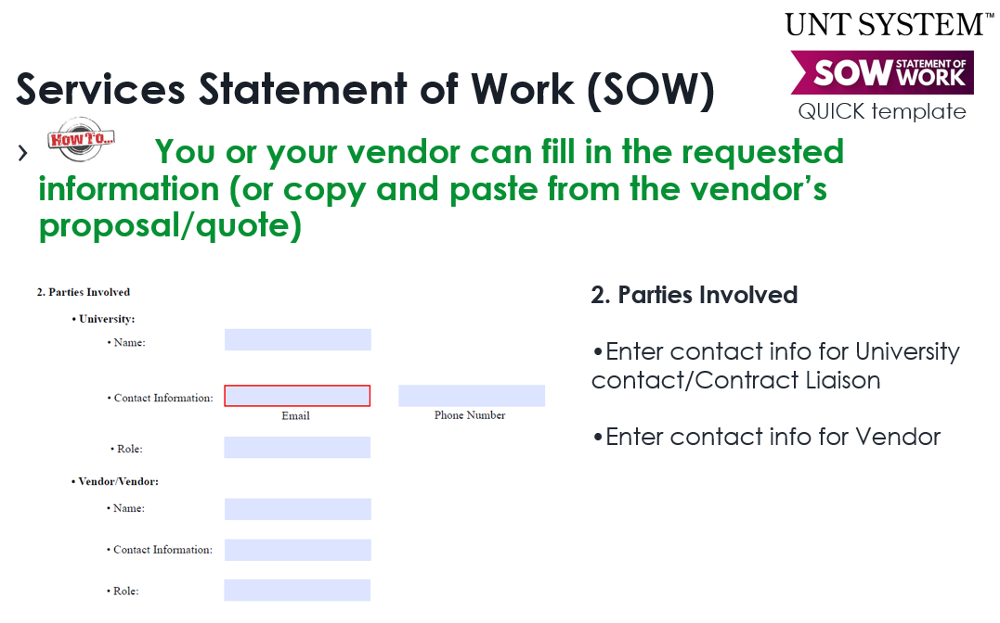 UNT SYSTEM™
SOW STATEMENT OF WORK
QUICK template
Services Statement of Work (SOW)
› HOW TO... You or your vendor can fill in the requested
information (or copy and paste from the vendor’s
proposal/quote)
2. Parties Involved
• University:
• Name:
• Contact Information:
Email
Phone Number
• Role:
• Vendor/Vendor:
• Name:
• Contact Information:
• Role:
2. Parties Involved
•Enter contact info for University
contact/Contract Liaison
•Enter contact info for Vendor